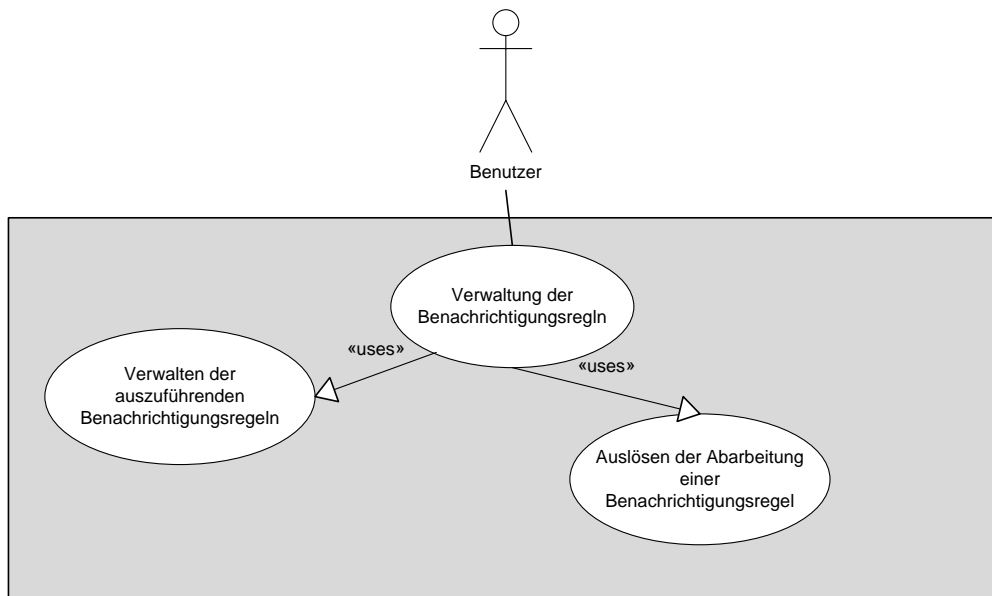 Benutzer
Verwaltung der
Benachrichtigungsregln
«uses»
«uses»
Verwalten der
auszuführenden
Benachrichtigungsregeln
Auslösen der Abarbeitung
einer
Benachrichtigungsregel